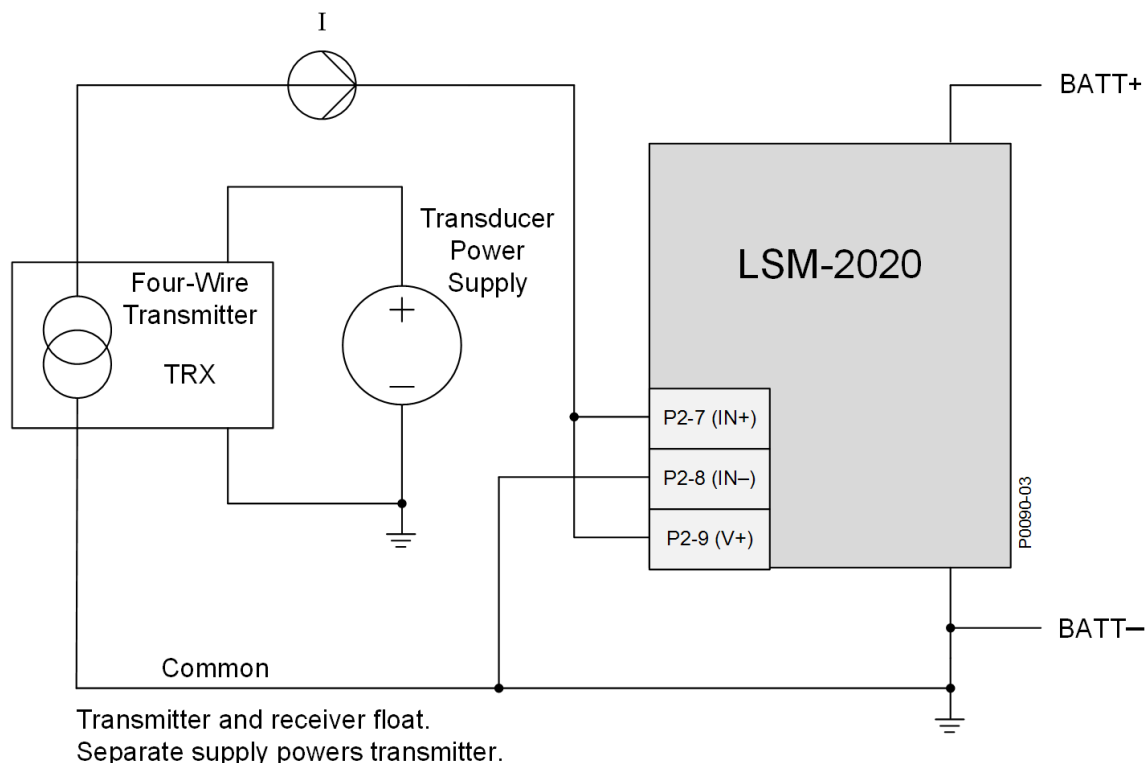 I
BATT+
Transducer
Power
Supply
LSM-2020
Four-Wire
Transmitter
TRX
+
—
P2-7 (IN+)
P2-8 (IN–)
P2-9 (V+)
P0090-03
BATT–
Common
Transmitter and receiver float.
Separate supply powers transmitter.